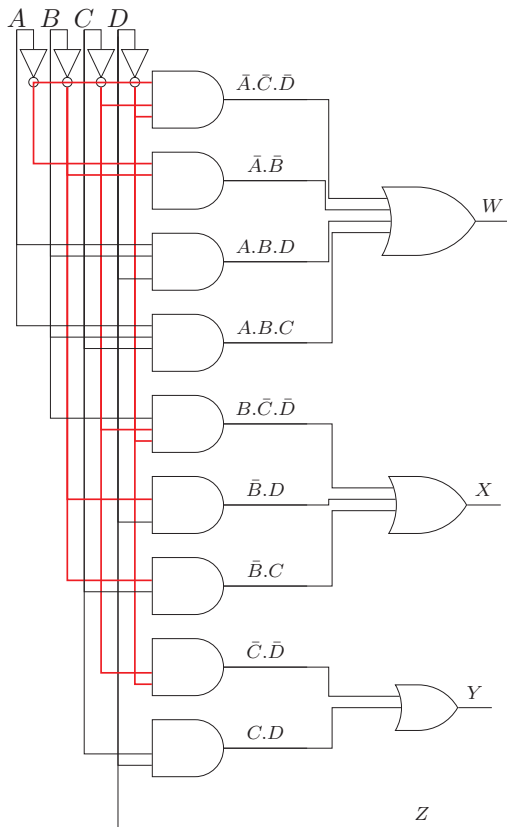 A B C D
Ā.C̄.D̄
Ā.B̄
W
A.B.D
A.B.C
B.C̄.D̄
B̄.D
X
B̄.C
C̄.D̄
Y
C.D
Z